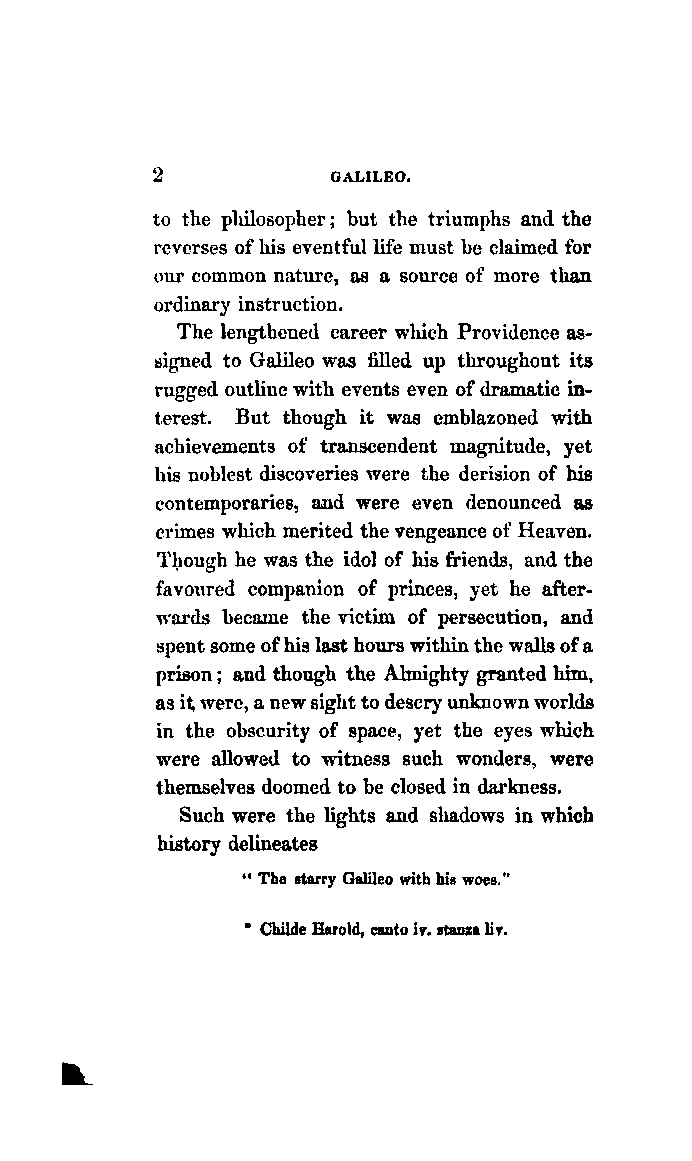 2 GALILEO.
to the philosopher; but the triumphs and the
reverses of his eventful life must be claimed for
our common nature, as a source of more than
ordinary instruction.
The lengthened career which Providence as-
signed to Galileo was filled up throughout its
rugged outline with events even of dramatic in-
terest. But though it was emblazoned with
achievements of transcendent magnitude, yet
his noblest discoveries were the derision of his
contemporaries, and were even denounced as
crimes which merited the vengeance of Heaven.
Though he was the idol of his friends, and the
favoured companion of princes, yet he after-
wards became the victim of persecution, and
spent some of his last hours within the walls of a
prison; and though the Almighty granted him,
as it were, a new sight to descry unknown worlds
in the obscurity of space, yet the eyes which
were allowed to witness such wonders, were
themselves doomed to be closed in darkness.
Such were the lights and shadows in which
history delineates
" The starry Galileo with his woes."
* Childe Harold, canto iv. stanza liv.